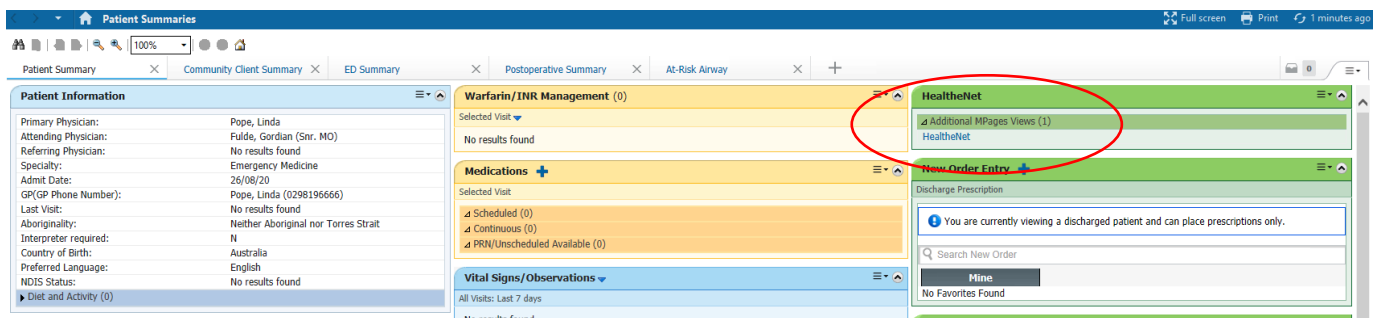 Patient Summaries
Full screen Print 1 minutes ago
100%
0
Patient Summary Community Client Summary ED Summary Postoperative Summary At-Risk Airway
Patient Information
Primary Physician: Pope, Linda
Attending Physician: Fulde, Gordian (Snr. MO)
Referring Physician: No results found
Specialty: Emergency Medicine
Admit Date: 26/08/20
GP(GP Phone Number): Pope, Linda (0298196666)
Last Visit: No results found
Aboriginality: Neither Aboriginal nor Torres Strait
Interpreter required: N
Country of Birth: Australia
Preferred Language: English
NDIS Status: No results found
Diet and Activity (0)
Warfarin/INR Management (0)
Selected Visit
No results found
Medications
Selected Visit
Scheduled (0)
Continuous (0)
PRN/Unscheduled Available (0)
Vital Signs/Observations
All Visits: Last 7 days
No results found
HealtheNet
Additional MPages Views (1)
HealtheNet
New Order Entry
Discharge Prescription
You are currently viewing a discharged patient and can place prescriptions only.
Search New Order
Mine
No Favorites Found